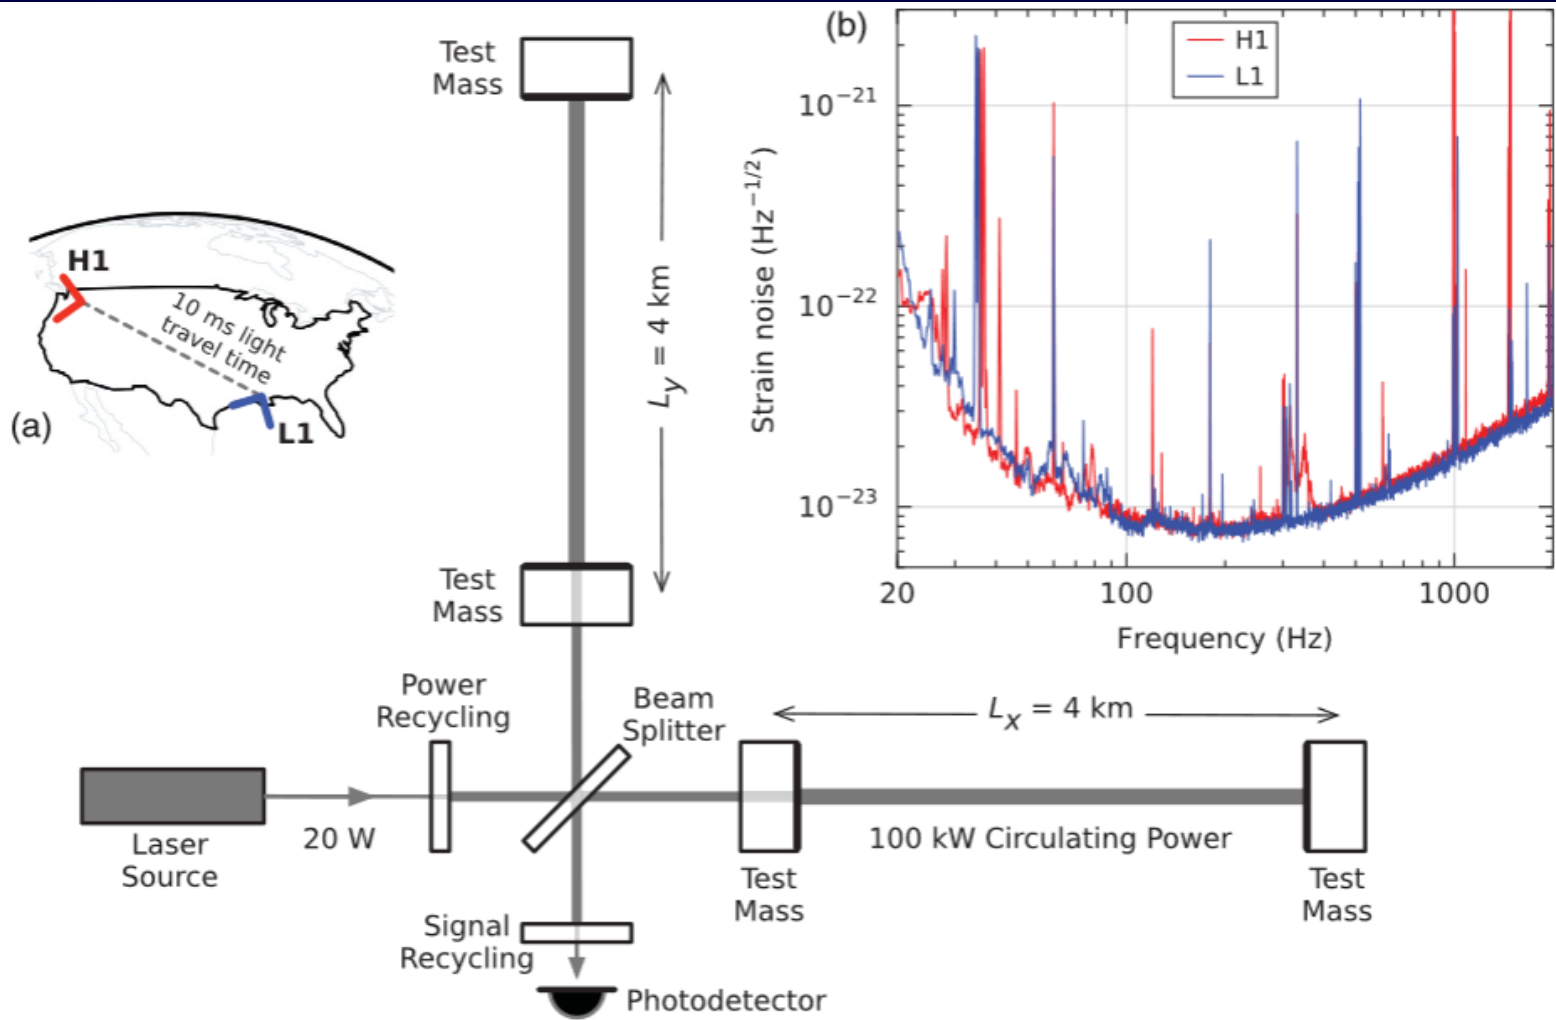 (a)
H1
10 ms light
travel time
L1
Test
Mass
L_y = 4 km
Test
Mass
Power
Recycling
Beam
Splitter
Laser
Source
20 W
L_x = 4 km
100 kW Circulating Power
Test
Mass
Test
Mass
Signal
Recycling
Photodetector
(b)
H1
L1
Strain noise (Hz^{-1/2})
10^{-21}
10^{-22}
10^{-23}
20
100
1000
Frequency (Hz)